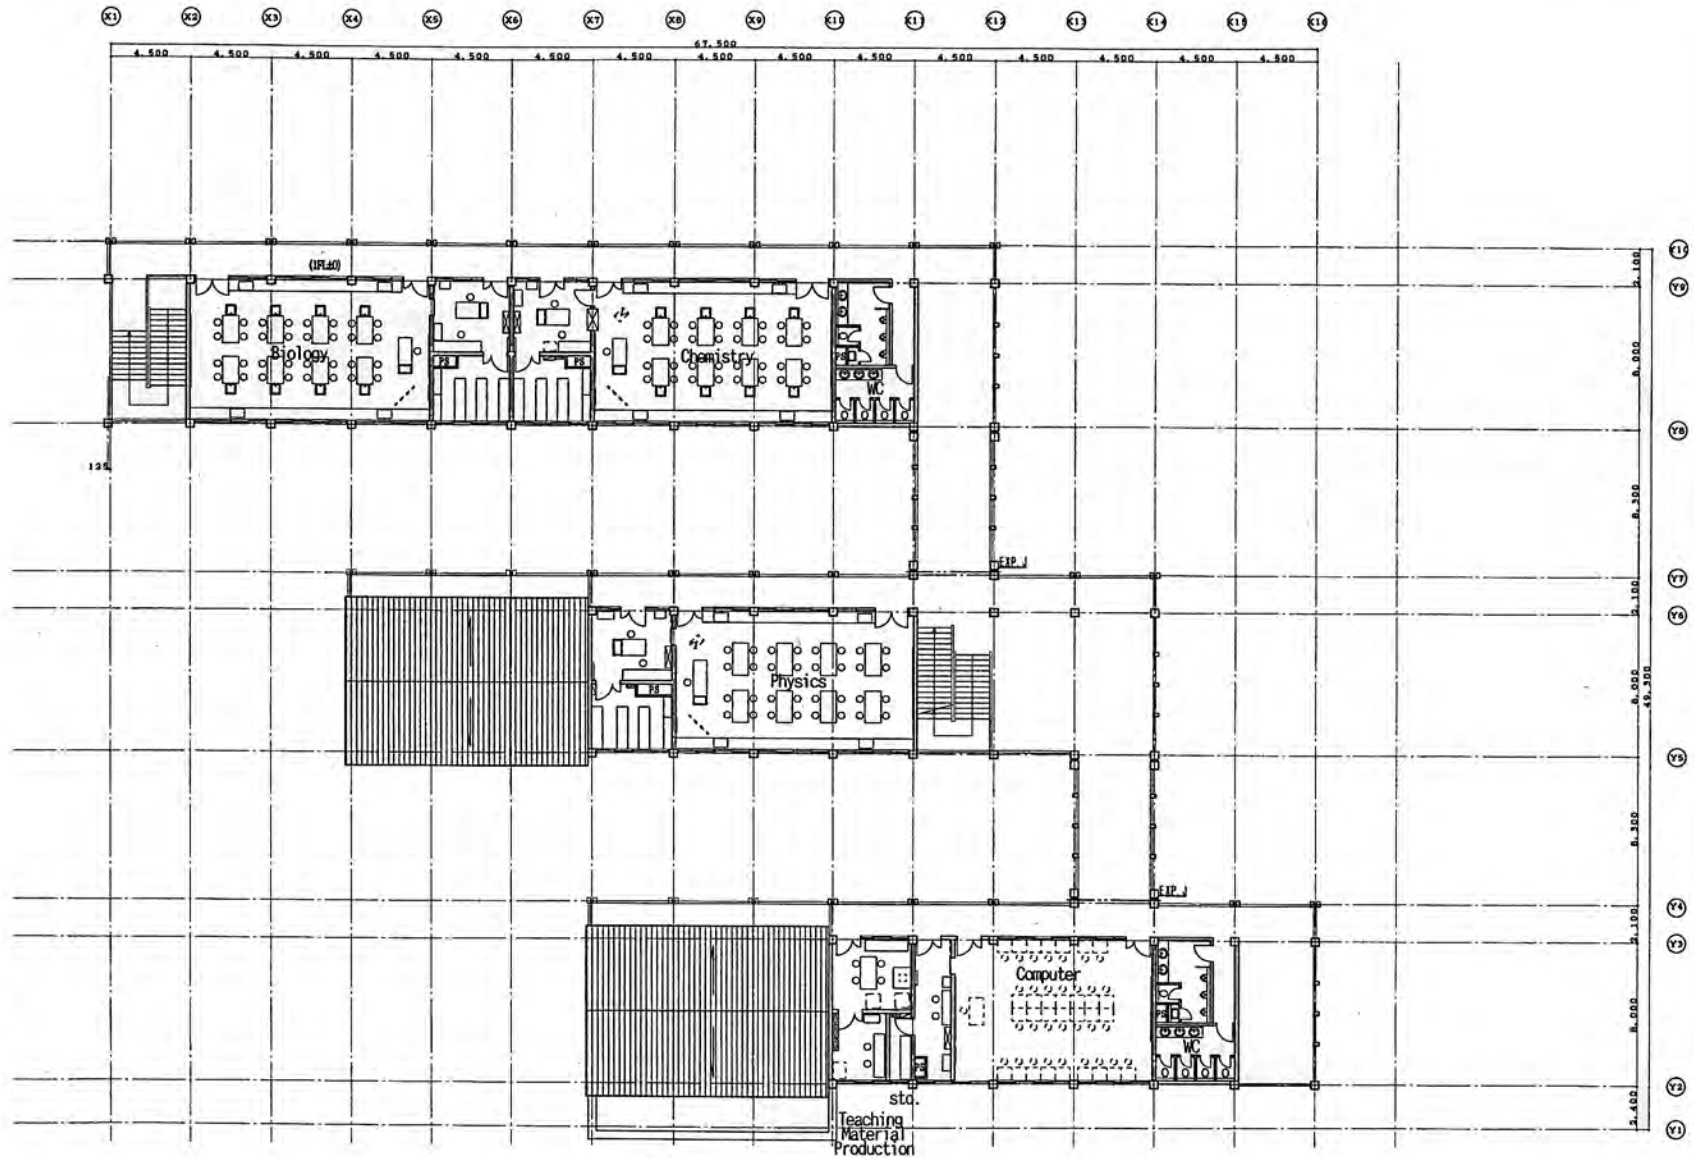 X1 X2 X3 X4 X5 X6 X7 X8 X9 X10 X11 X12 X13 X14 X15 X16
67,500
4,500 4,500 4,500 4,500 4,500 4,500 4,500 4,500 4,500 4,500 4,500 4,500 4,500 4,500 4,500
Y10
2,100
(1FL±0)
Y9
Biology
Chemistry
8,000
PS PS PS
WC
Y8
125
8,300
EXP.J
Y7
2,100
Y6
Physics
8,000
PS
49,300
Y5
8,300
EXP.J
Y4
2,100
Y3
Computer
8,000
PS
WC
PS
Y2
sto.
2,400
Teaching
Material
Production
Y1